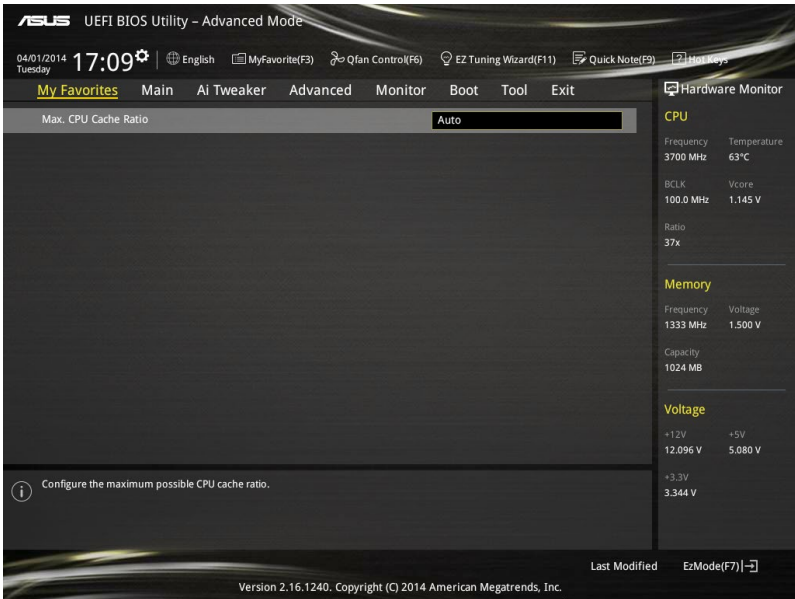 ASUS UEFI BIOS Utility – Advanced Mode
04/01/2014 Tuesday 17:09 English MyFavorite(F3) Qfan Control(F6) EZ Tuning Wizard(F11) Quick Note(F9) Hot Keys
My Favorites Main Ai Tweaker Advanced Monitor Boot Tool Exit
Max. CPU Cache Ratio Auto
Hardware Monitor
CPU
Frequency Temperature
3700 MHz 63°C
BCLK Vcore
100.0 MHz 1.145 V
Ratio
37x
Memory
Frequency Voltage
1333 MHz 1.500 V
Capacity
1024 MB
Voltage
+12V +5V
12.096 V 5.080 V
+3.3V
3.344 V
Configure the maximum possible CPU cache ratio.
Last Modified EzMode(F7)
Version 2.16.1240. Copyright (C) 2014 American Megatrends, Inc.